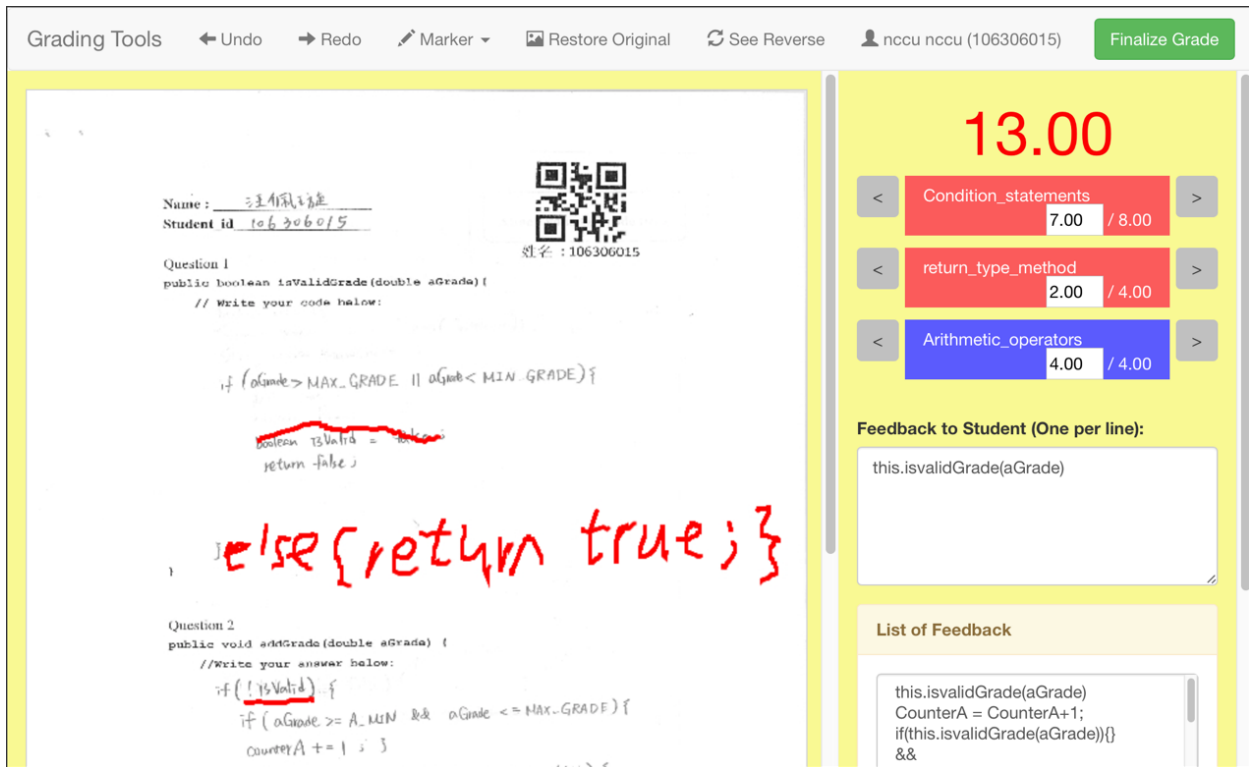 Grading Tools Undo Redo Marker Restore Original See Reverse nccu nccu (106306015) Finalize Grade
Name :
Student id 106306015
姓名 : 106306015
Question 1
public boolean isValidGrade(double aGrade){
// Write your code below:
if (aGrade > MAX_GRADE || aGrade < MIN_GRADE){
boolean isValid = false;
return false;
}else{return true;}
}
Question 2
public void addGrade(double aGrade) {
//Write your answer below:
if(!isValid) {
if (aGrade >= A_MIN && aGrade <= MAX_GRADE){
counterA += 1 ; }
13.00
< Condition_statements >
7.00 / 8.00
< return_type_method >
2.00 / 4.00
< Arithmetic_operators >
4.00 / 4.00
Feedback to Student (One per line):
this.isvalidGrade(aGrade)
List of Feedback
this.isvalidGrade(aGrade)
CounterA = CounterA+1;
if(this.isvalidGrade(aGrade)){}
&&